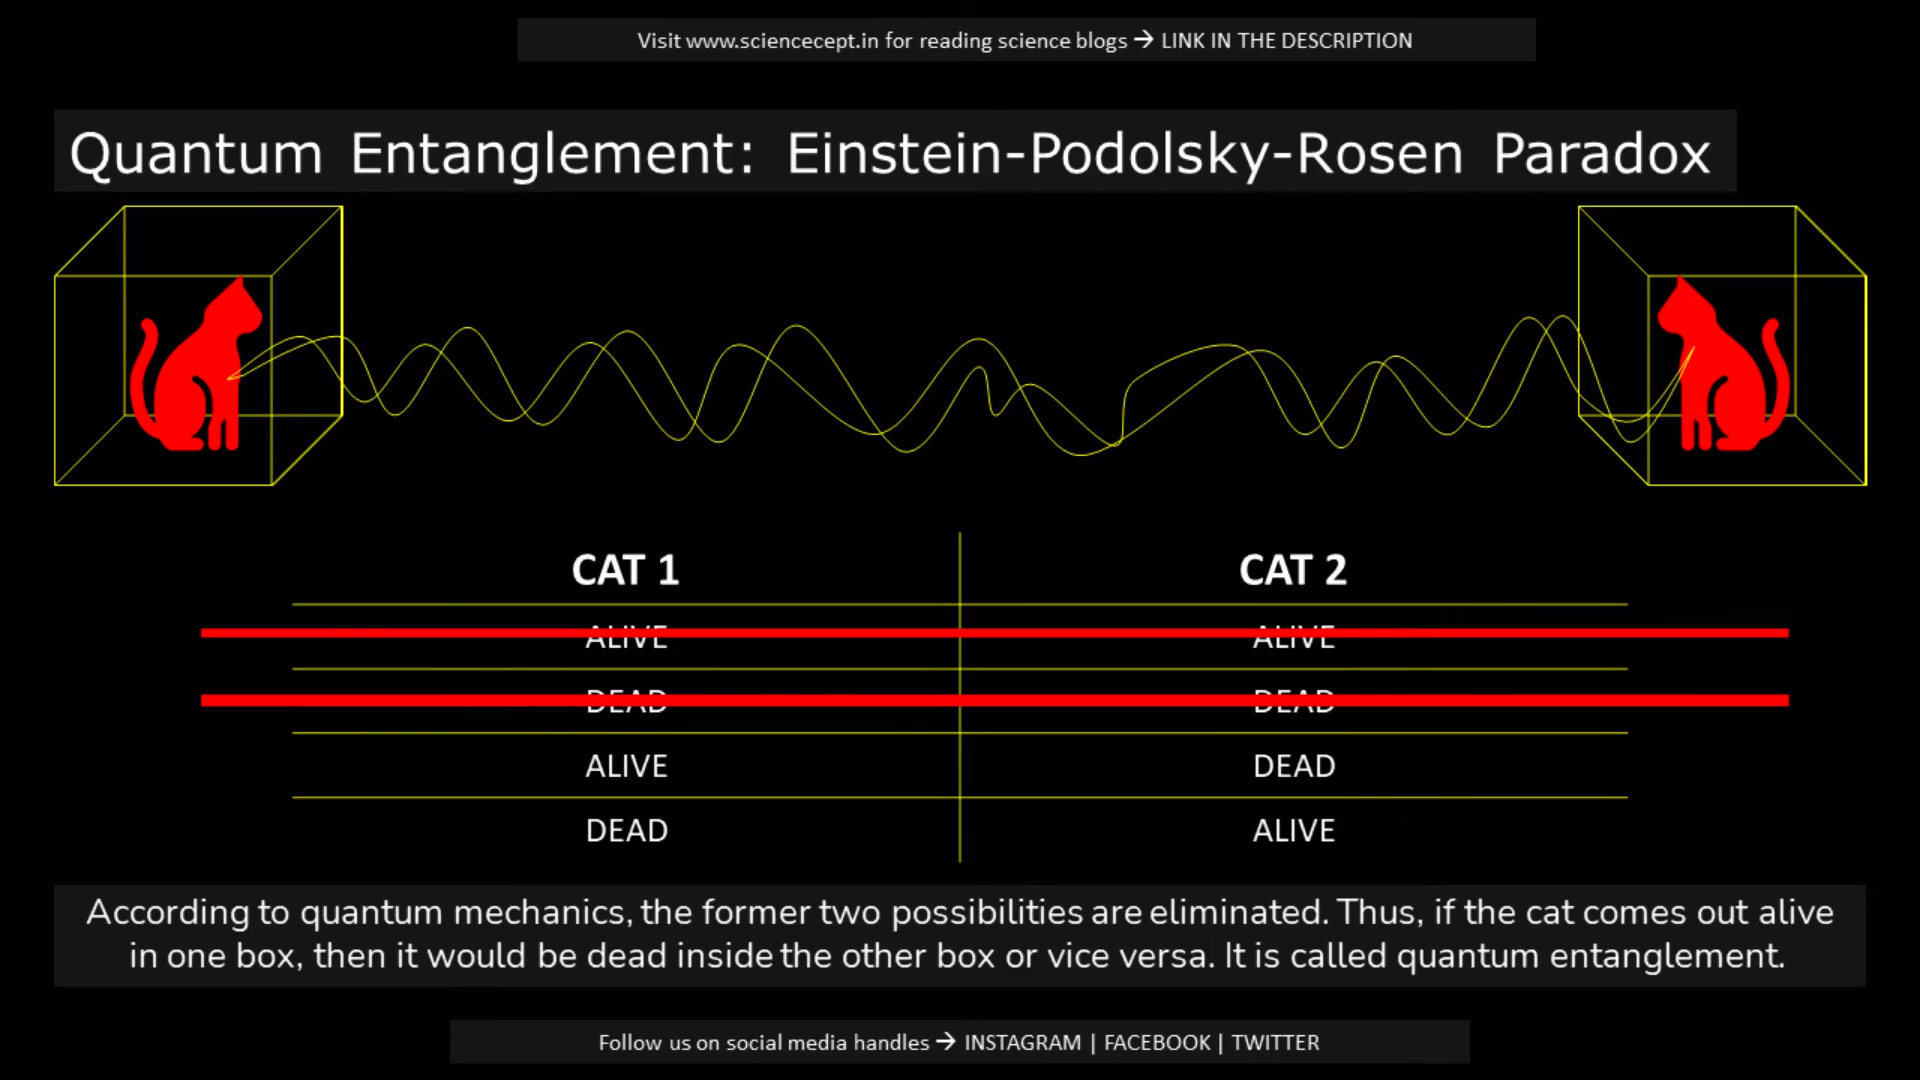 Visit www.sciencecept.in for reading science blogs → LINK IN THE DESCRIPTION
Quantum Entanglement: Einstein-Podolsky-Rosen Paradox
CAT 1 CAT 2
ALIVE ALIVE
DEAD DEAD
ALIVE DEAD
DEAD ALIVE
According to quantum mechanics, the former two possibilities are eliminated. Thus, if the cat comes out alive
in one box, then it would be dead inside the other box or vice versa. It is called quantum entanglement.
Follow us on social media handles → INSTAGRAM | FACEBOOK | TWITTER